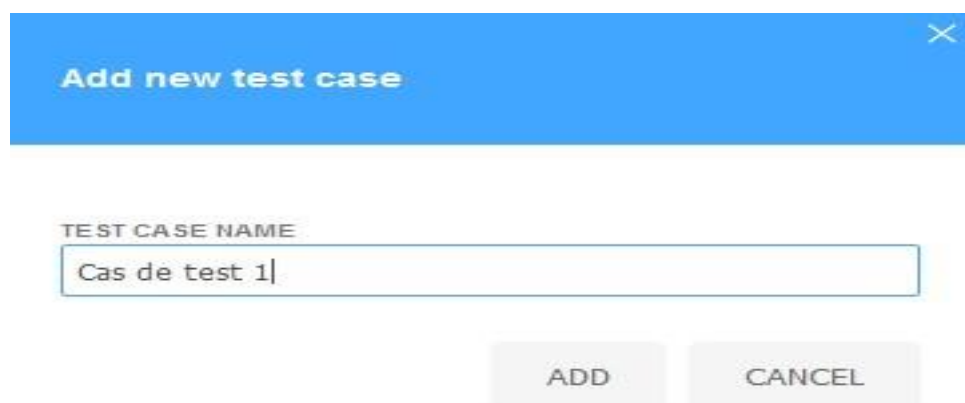 Add new test case
TEST CASE NAME
Cas de test 1
ADD CANCEL